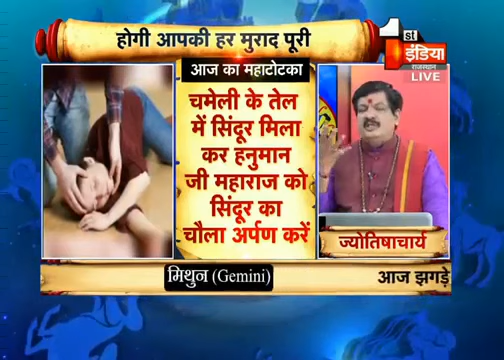 होगी आपकी हर मुराद पूरी
1st
इंडिया
राजस्थान
LIVE
आज का महाटोटका
चमेली के तेल
में सिंदूर मिला
कर हनुमान
जी महाराज को
सिंदूर का
चौला अर्पण करें
ज्योतिषाचार्य
मिथुन (Gemini)
आज झगड़े